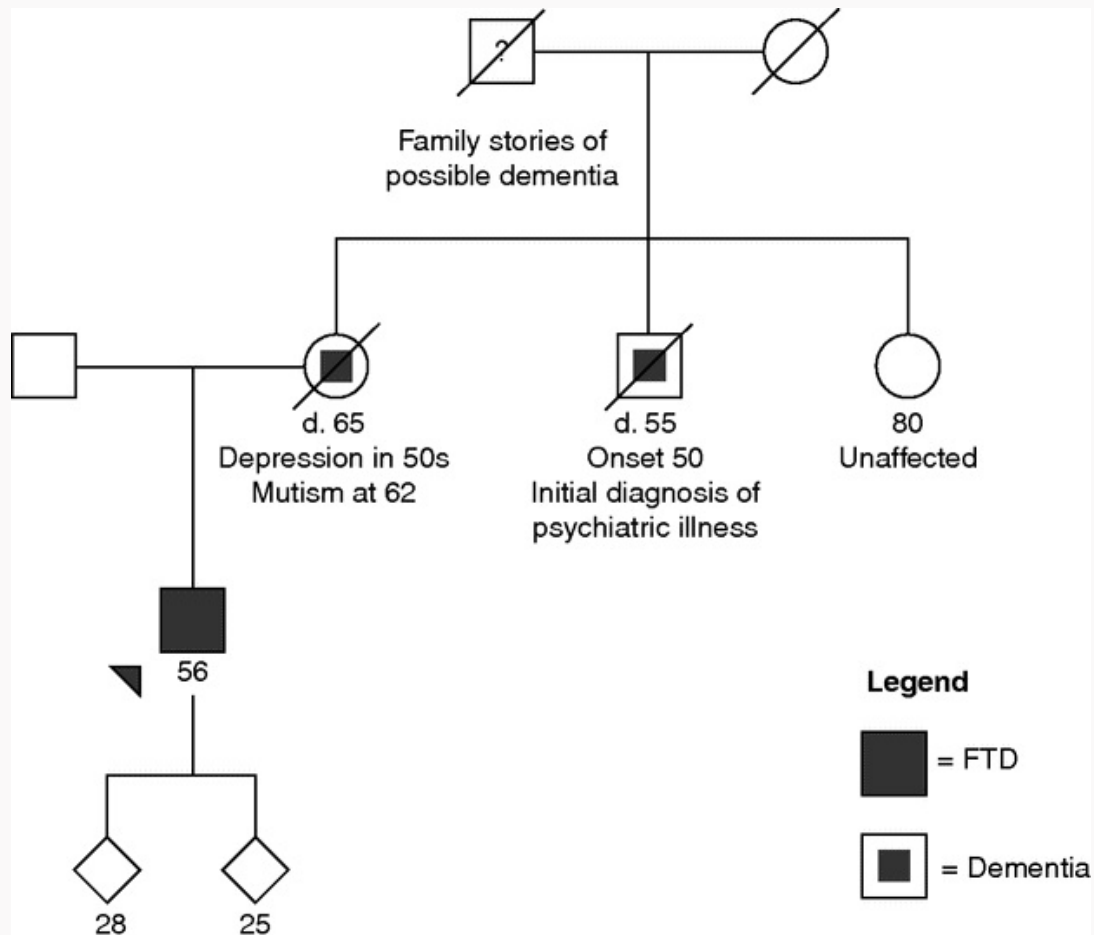 ?
Family stories of
possible dementia
d. 65
Depression in 50s
Mutism at 62
d. 55
Onset 50
Initial diagnosis of
psychiatric illness
80
Unaffected
56
28
25
Legend
= FTD
= Dementia